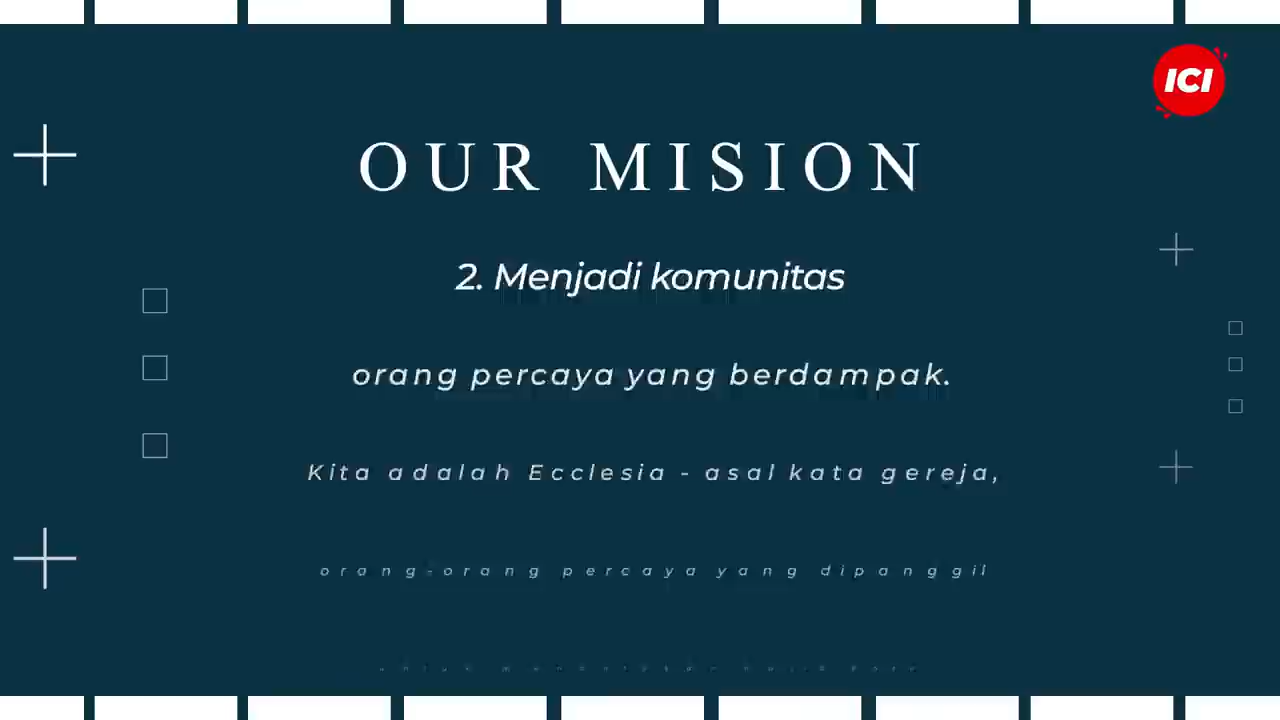 ICI
OUR MISION
2. Menjadi komunitas
orang percaya yang berdampak.
Kita adalah Ecclesia - asal kata gereja,
orang-orang percaya yang dipanggil